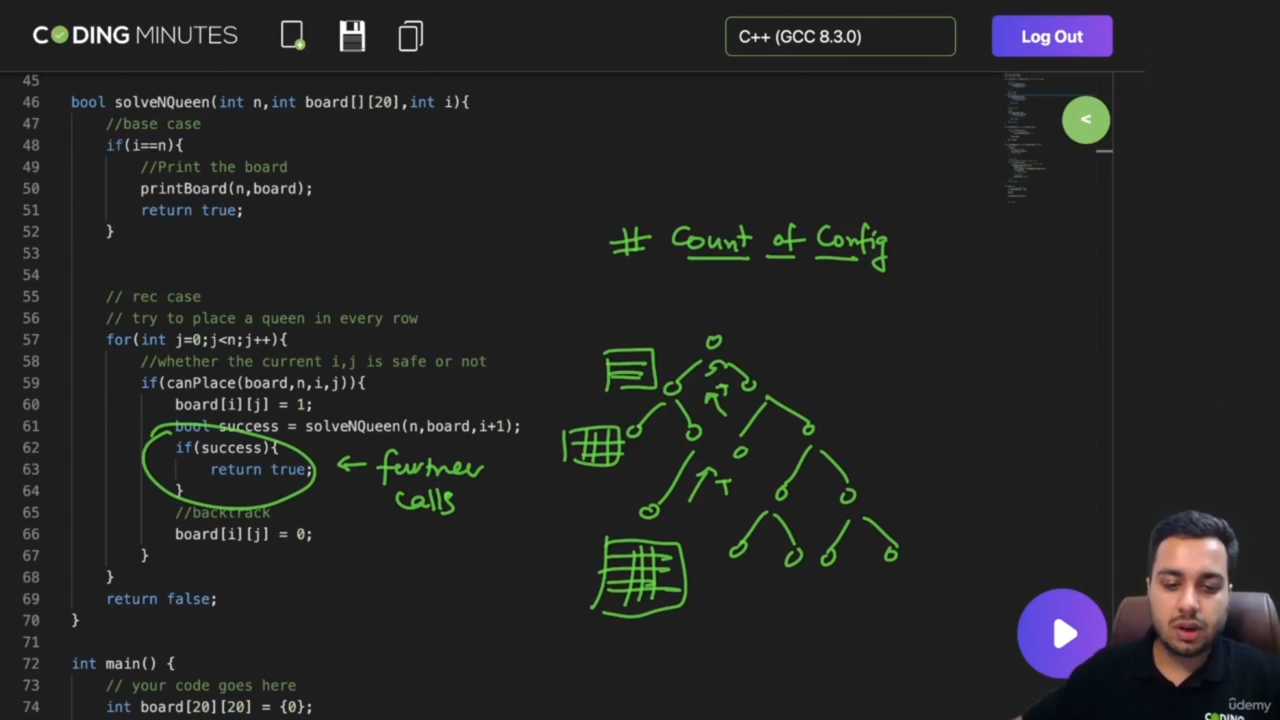 CODING MINUTES
C++ (GCC 8.3.0)
Log Out
45
46 bool solveNQueen(int n,int board[][20],int i){
47 //base case
48 if(i==n){
49 //Print the board
50 printBoard(n,board);
51 return true;
52 }
53
54
55 // rec case
56 // try to place a queen in every row
57 for(int j=0;j<n;j++){
58 //whether the current i,j is safe or not
59 if(canPlace(board,n,i,j)){
60 board[i][j] = 1;
61 bool success = solveNQueen(n,board,i+1);
62 if(success){
63 return true;
64 }
65 //backtrack
66 board[i][j] = 0;
67 }
68 }
69 return false;
70 }
71
72 int main() {
73 // your code goes here
74 int board[20][20] = {0};
<
# Count of Config
T
← further
calls
T
ûdemy
CODING